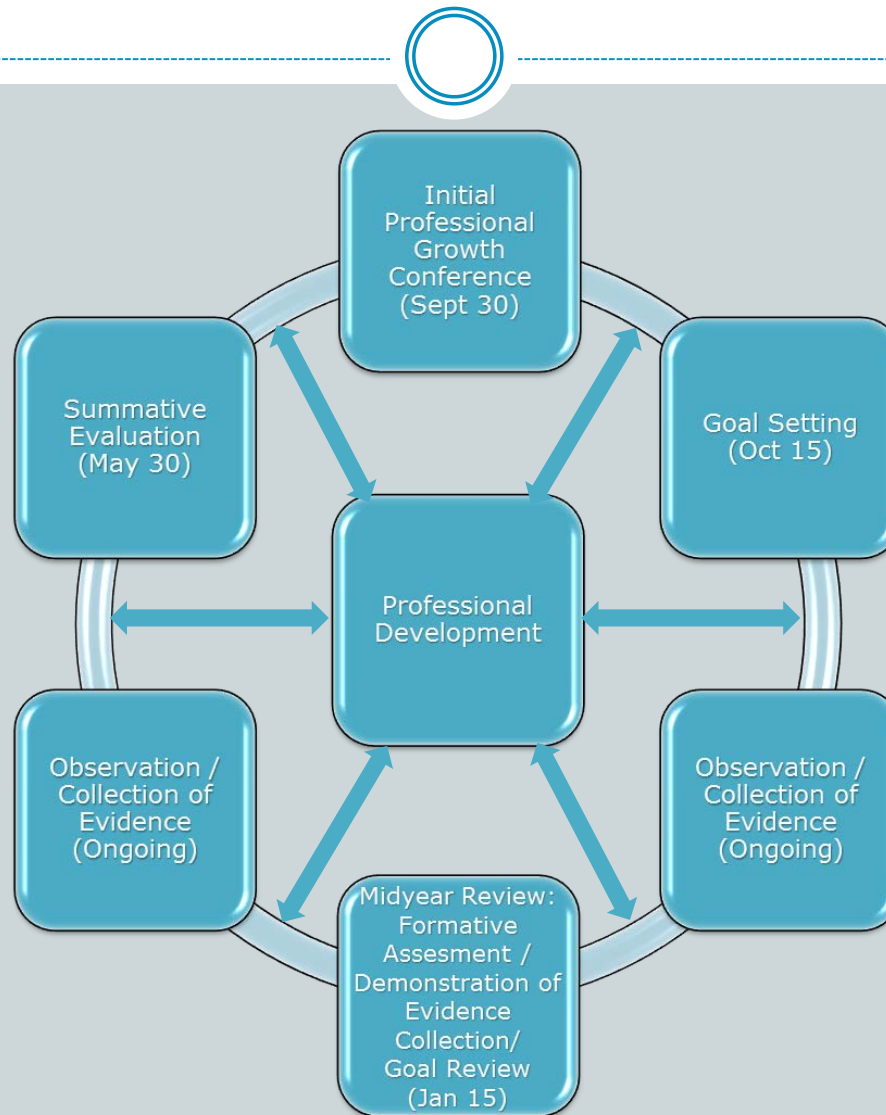 Initial
Professional
Growth
Conference
(Sept 30)
Goal Setting
(Oct 15)
Observation /
Collection of
Evidence
(Ongoing)
Midyear Review:
Formative
Assesment /
Demonstration of
Evidence
Collection/
Goal Review
(Jan 15)
Observation /
Collection of
Evidence
(Ongoing)
Summative
Evaluation
(May 30)
Professional
Development